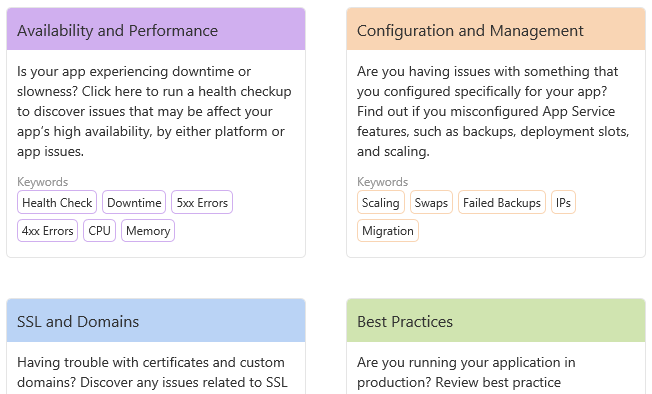 Availability and Performance
Is your app experiencing downtime or
slowness? Click here to run a health checkup
to discover issues that may be affect your
app's high availability, by either platform or
app issues.
Keywords
Health Check Downtime 5xx Errors
4xx Errors CPU Memory
Configuration and Management
Are you having issues with something that
you configured specifically for your app?
Find out if you misconfigured App Service
features, such as backups, deployment slots,
and scaling.
Keywords
Scaling Swaps Failed Backups IPs
Migration
SSL and Domains
Having trouble with certificates and custom
domains? Discover any issues related to SSL
Best Practices
Are you running your application in
production? Review best practice